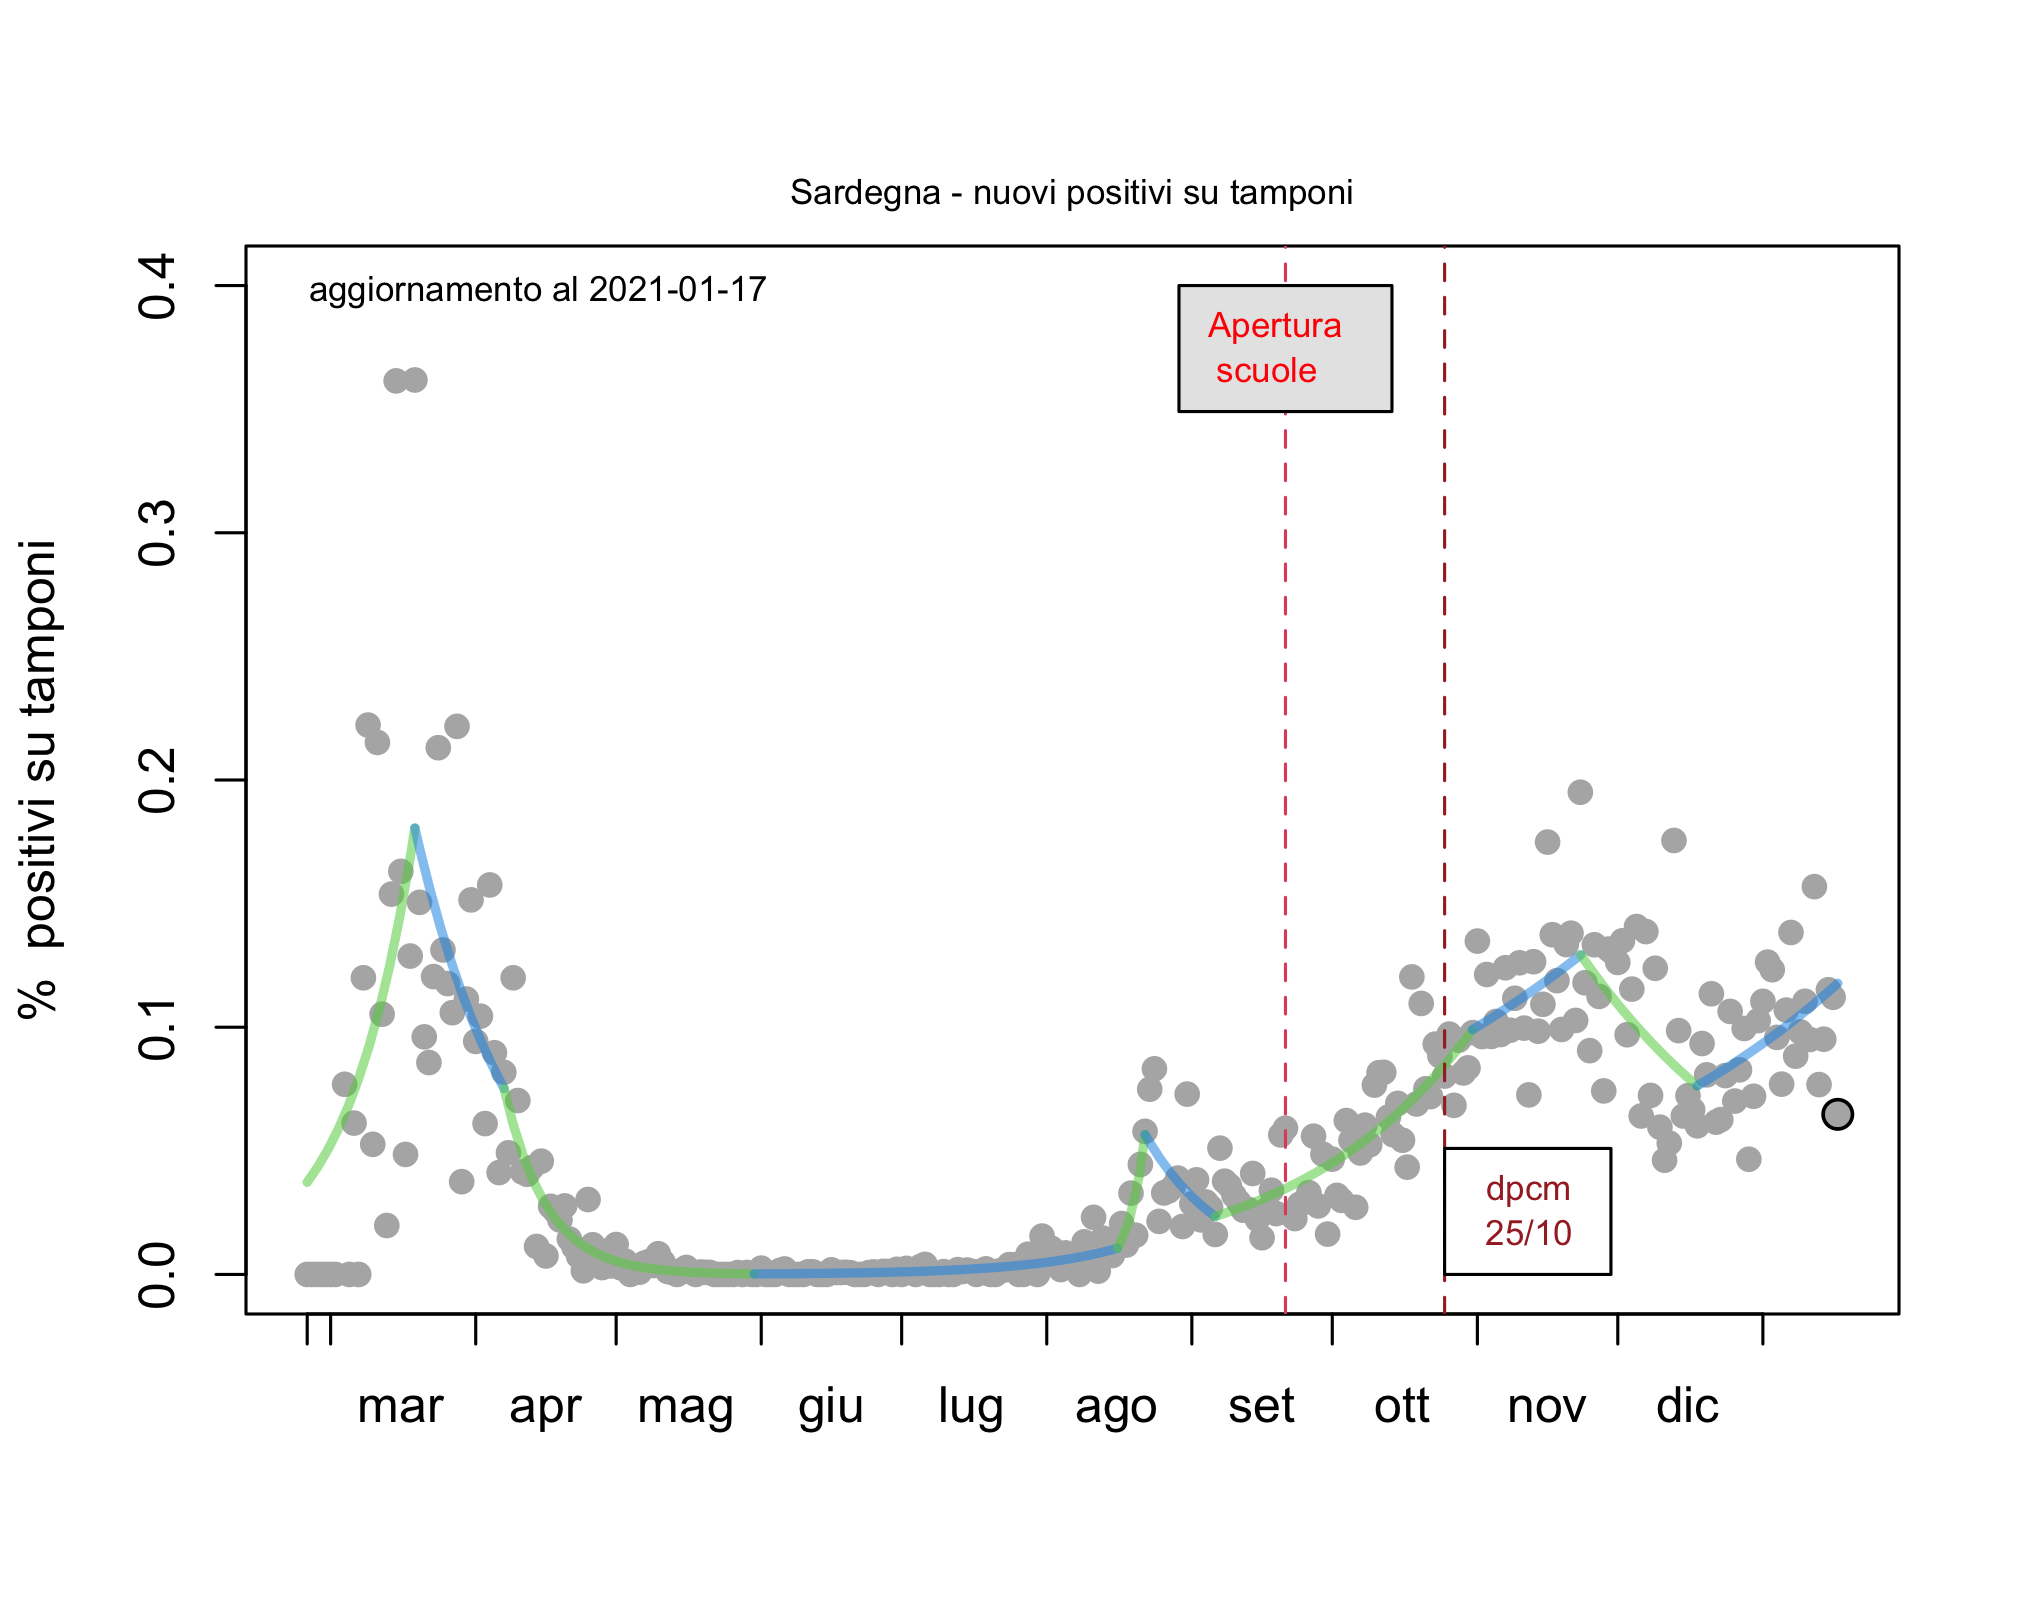 Sardegna - nuovi positivi su tamponi
aggiornamento al 2021-01-17
Apertura
scuole
dpcm
25/10
% positivi su tamponi
0.4
0.3
0.2
0.1
0.0
mar apr mag giu lug ago set ott nov dic